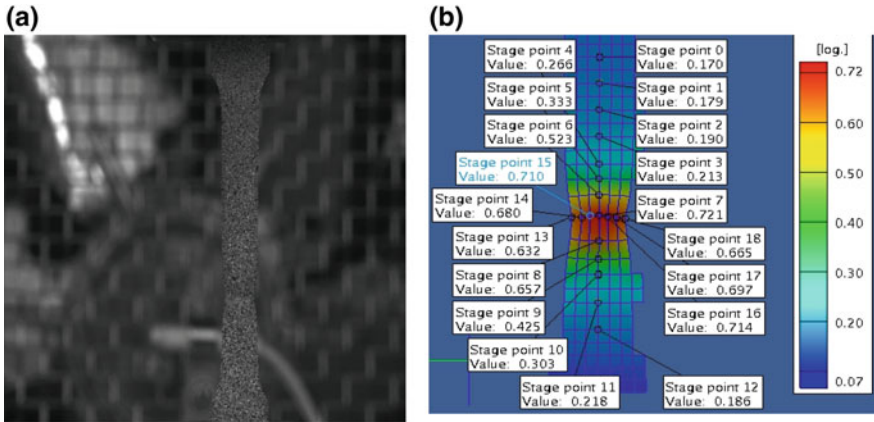 (a)
(b)
Stage point 4
Value: 0.266
Stage point 0
Value: 0.170
Stage point 5
Value: 0.333
Stage point 1
Value: 0.179
Stage point 6
Value: 0.523
Stage point 2
Value: 0.190
Stage point 15
Value: 0.710
Stage point 3
Value: 0.213
Stage point 14
Value: 0.680
Stage point 7
Value: 0.721
Stage point 13
Value: 0.632
Stage point 18
Value: 0.665
Stage point 8
Value: 0.657
Stage point 17
Value: 0.697
Stage point 9
Value: 0.425
Stage point 16
Value: 0.714
Stage point 10
Value: 0.303
Stage point 11
Value: 0.218
Stage point 12
Value: 0.186
[log.]
0.72
0.60
0.50
0.40
0.30
0.20
0.07